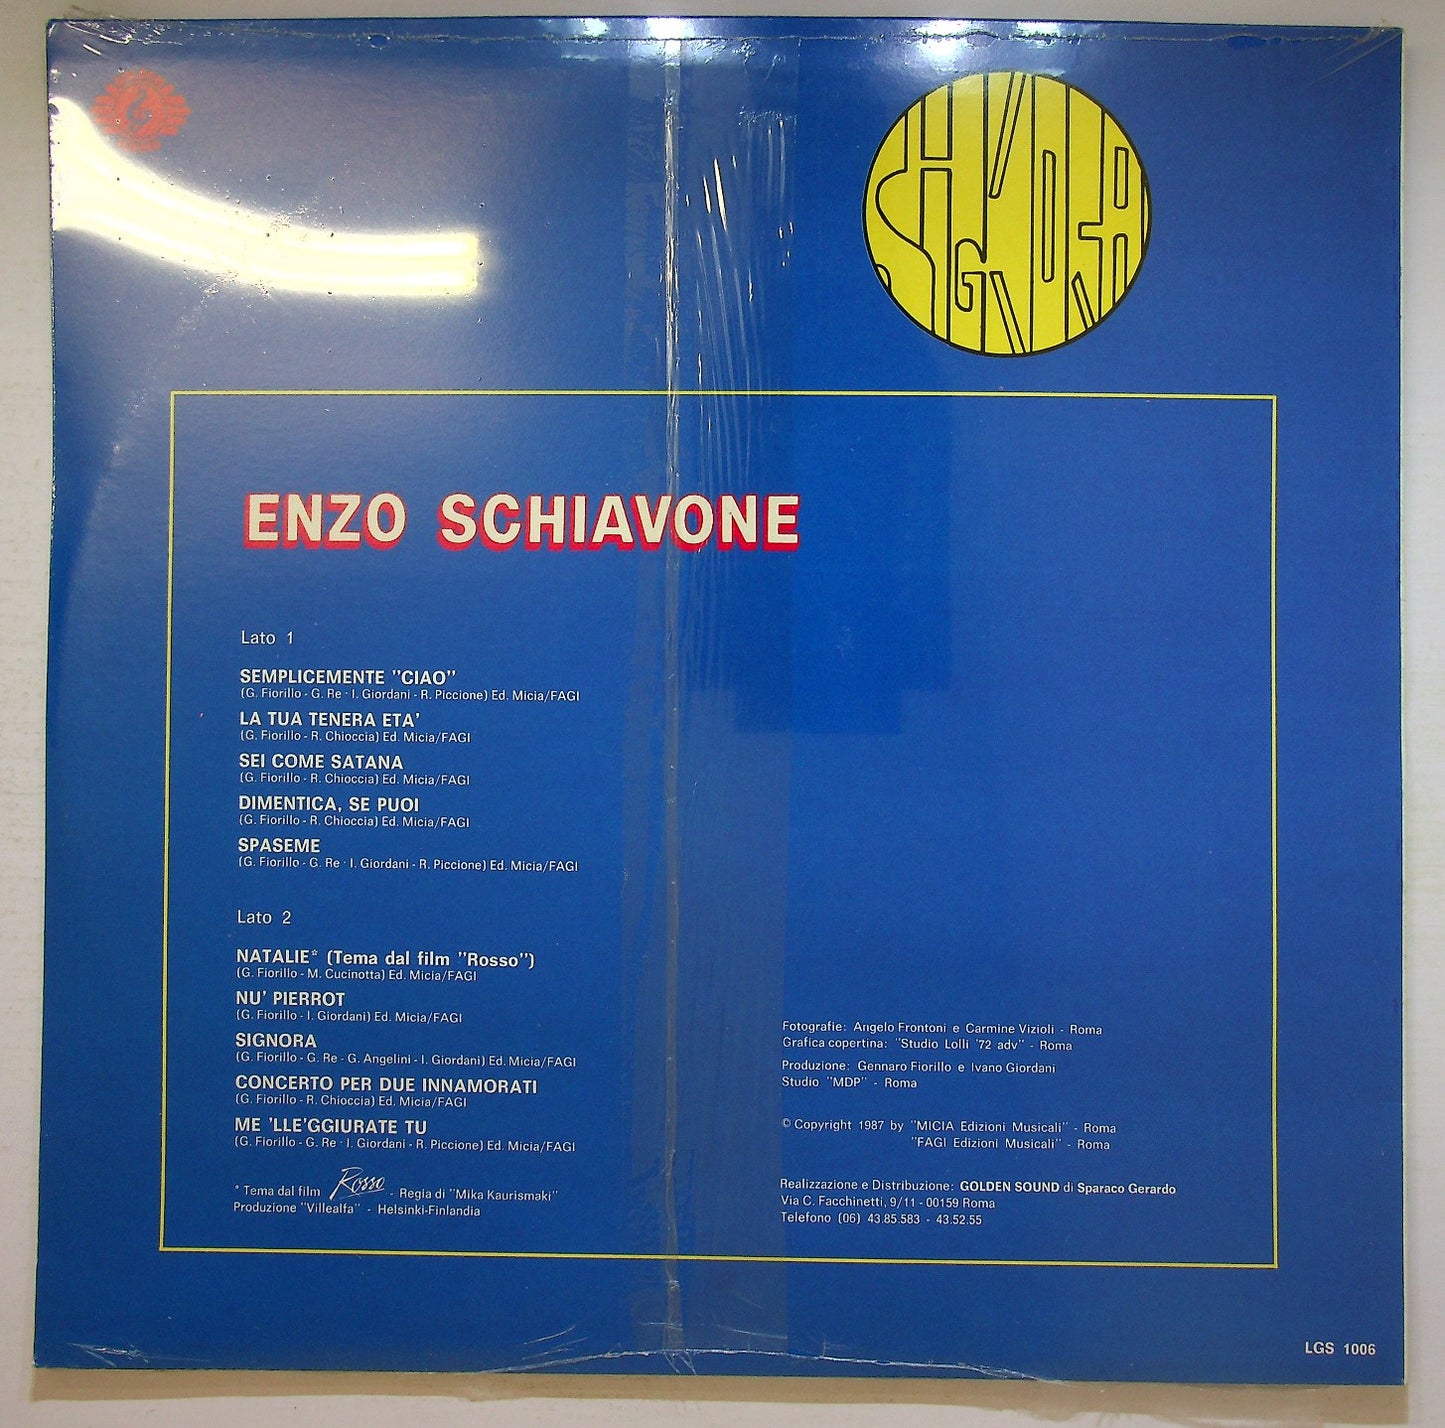 SIGNORA
ENZO SCHIAVONE
Lato 1
SEMPLICEMENTE "CIAO"
(G. Fiorillo - G. Re - I. Giordani - R. Piccione) Ed. Micia/FAGI
LA TUA TENERA ETA'
(G. Fiorillo - R. Chioccia) Ed. Micia/FAGI
SEI COME SATANA
(G. Fiorillo - R. Chioccia) Ed. Micia/FAGI
DIMENTICA, SE PUOI
(G. Fiorillo - R. Chioccia) Ed. Micia/FAGI
SPASEME
(G. Fiorillo - G. Re - I. Giordani - R. Piccione) Ed. Micia/FAGI
Lato 2
NATALIE* (Tema dal film "Rosso")
(G. Fiorillo - M. Cucinotta) Ed. Micia/FAGI
NU' PIERROT
(G. Fiorillo - I. Giordani) Ed. Micia/FAGI
SIGNORA
(G. Fiorillo - G. Re - G. Angelini - I. Giordani) Ed. Micia/FAGI
CONCERTO PER DUE INNAMORATI
(G. Fiorillo - R. Chioccia) Ed. Micia/FAGI
ME 'LLE'GGIURATE TU
(G. Fiorillo - G. Re - I. Giordani - R. Piccione) Ed. Micia/FAGI
* Tema dal film Rosso - Regia di "Mika Kaurismaki"
Produzione "Villealfa" - Helsinki-Finlandia
Fotografie: Angelo Frontoni e Carmine Vizioli - Roma
Grafica copertina: "Studio Lolli '72 adv" - Roma
Produzione: Gennaro Fiorillo e Ivano Giordani
Studio "MDP" - Roma
© Copyright 1987 by "MICIA Edizioni Musicali" - Roma
"FAGI Edizioni Musicali" - Roma
Realizzazione e Distribuzione: GOLDEN SOUND di Sparaco Gerardo
Via C. Facchinetti, 9/11 - 00159 Roma
Telefono (06) 43.85.583 - 43.52.55
LGS 1006